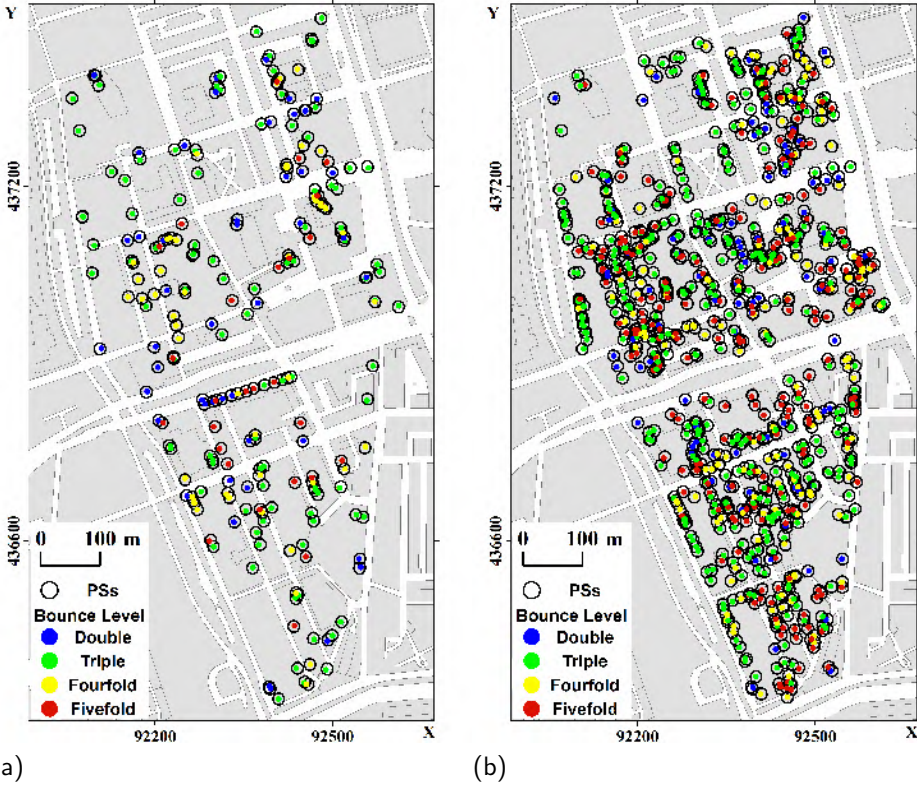 Y
437200
436600
0 100 m
PSs
Bounce Level
Double
Triple
Fourfold
Fivefold
92200 92500 X
a)
Y
437200
436600
0 100 m
PSs
Bounce Level
Double
Triple
Fourfold
Fivefold
92200 92500 X
(b)